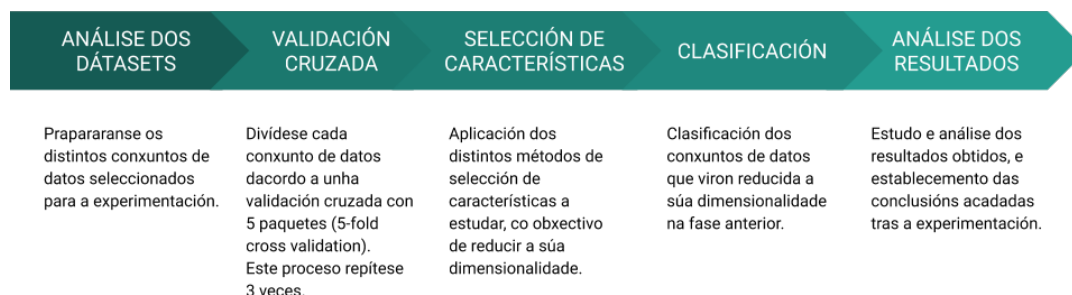 ANÁLISE DOS
DÁTASETS
VALIDACIÓN
CRUZADA
SELECCIÓN DE
CARACTERÍSTICAS
CLASIFICACIÓN
ANÁLISE DOS
RESULTADOS
Prapararanse os
distintos conxuntos de
datos seleccionados
para a experimentación.
Divídese cada
conxunto de datos
dacordo a unha
validación cruzada con
5 paquetes (5-fold
cross validation).
Este proceso repítese
3 veces.
Aplicación dos
distintos métodos de
selección de
características a
estudar, co obxectivo
de reducir a súa
dimensionalidade.
Clasificación dos
conxuntos de datos
que viron reducida a
súa dimensionalidade
na fase anterior.
Estudo e análise dos
resultados obtidos, e
establecemento das
conclusións acadadas
tras a experimentación.